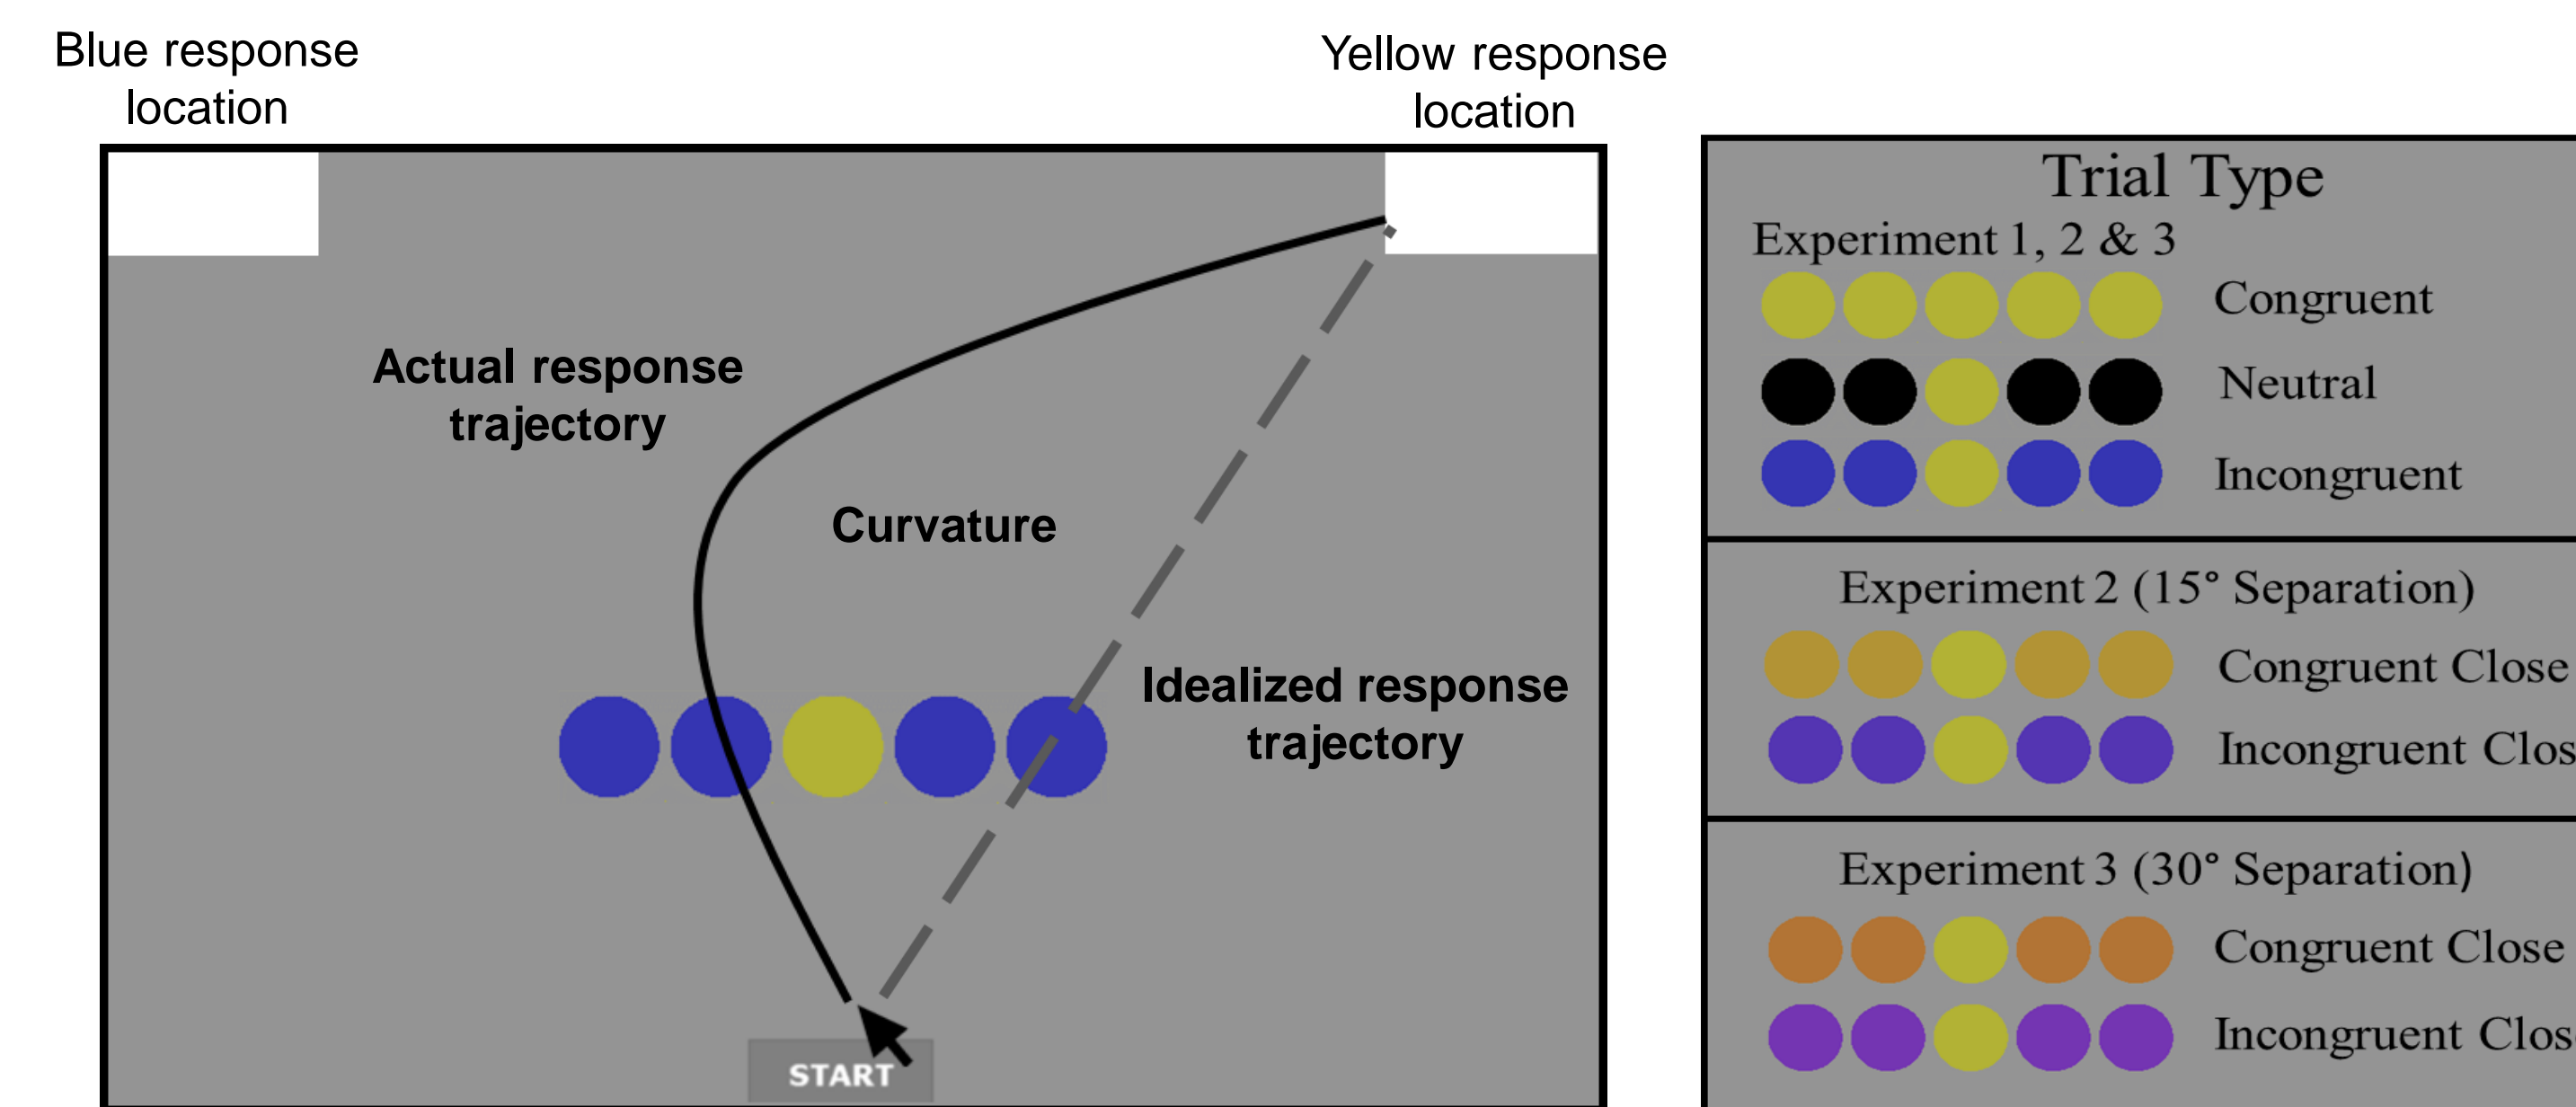 Blue response
location
Yellow response
location
Actual response
trajectory
Curvature
Idealized response
trajectory
START
Trial Type
Experiment 1, 2 & 3
Congruent
Neutral
Incongruent
Experiment 2 (15° Separation)
Congruent Close
Incongruent Clos
Experiment 3 (30° Separation)
Congruent Close
Incongruent Clos